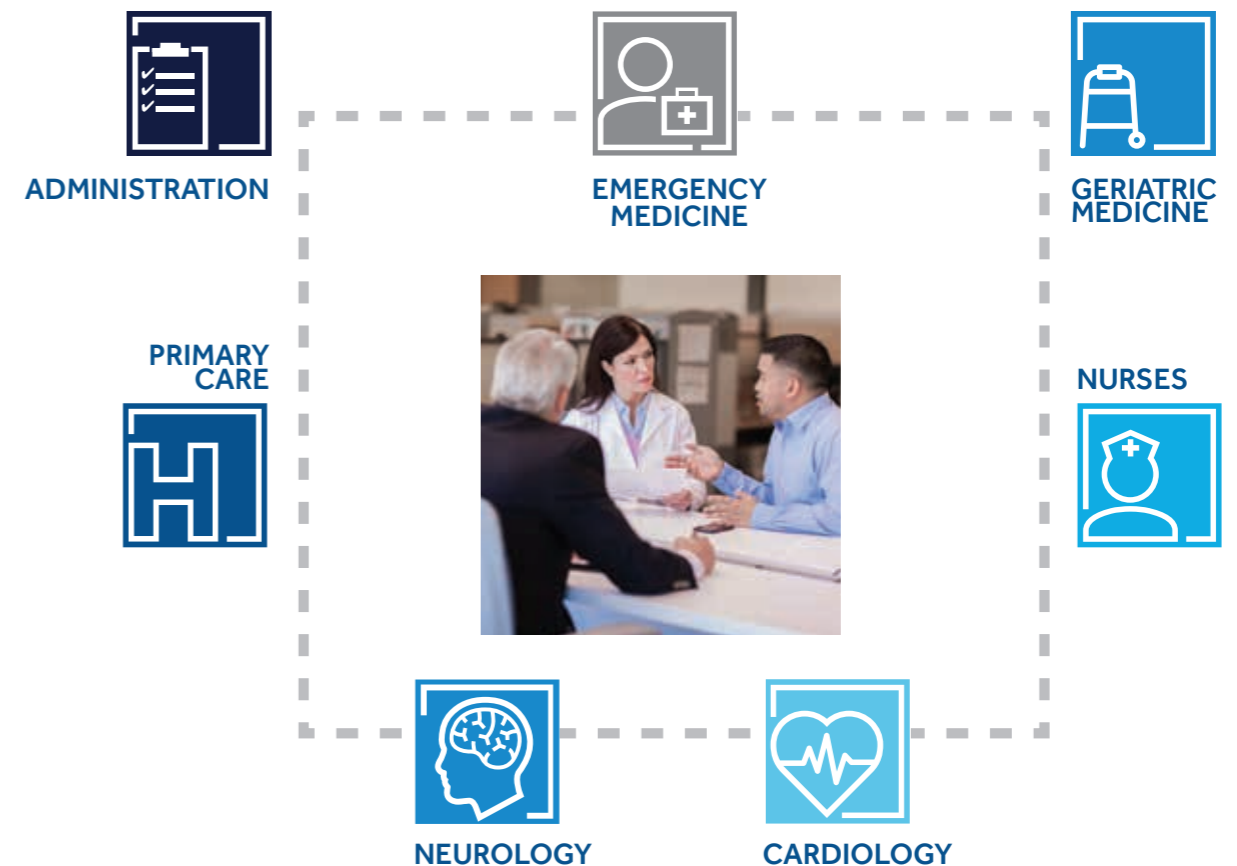 ADMINISTRATION
EMERGENCY
MEDICINE
GERIATRIC
MEDICINE
PRIMARY
CARE
H
NURSES
NEUROLOGY
CARDIOLOGY